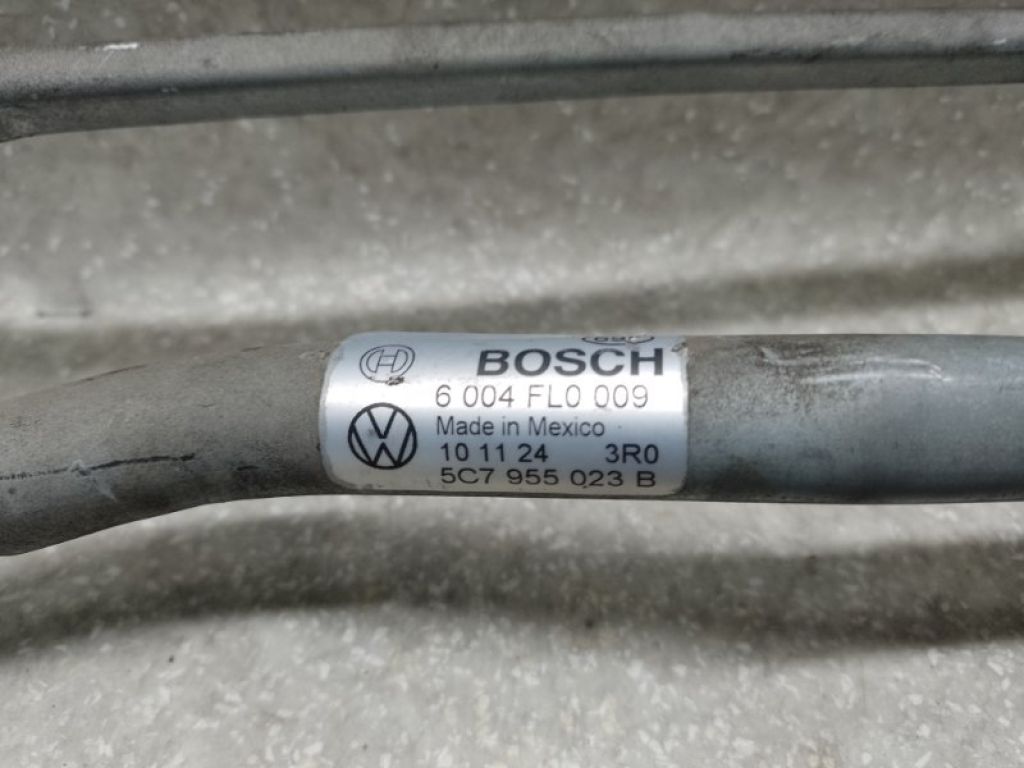 BOSCH
6 004 FL0 009
Made in Mexico
10 11 24 3R0
5C7 955 023 B